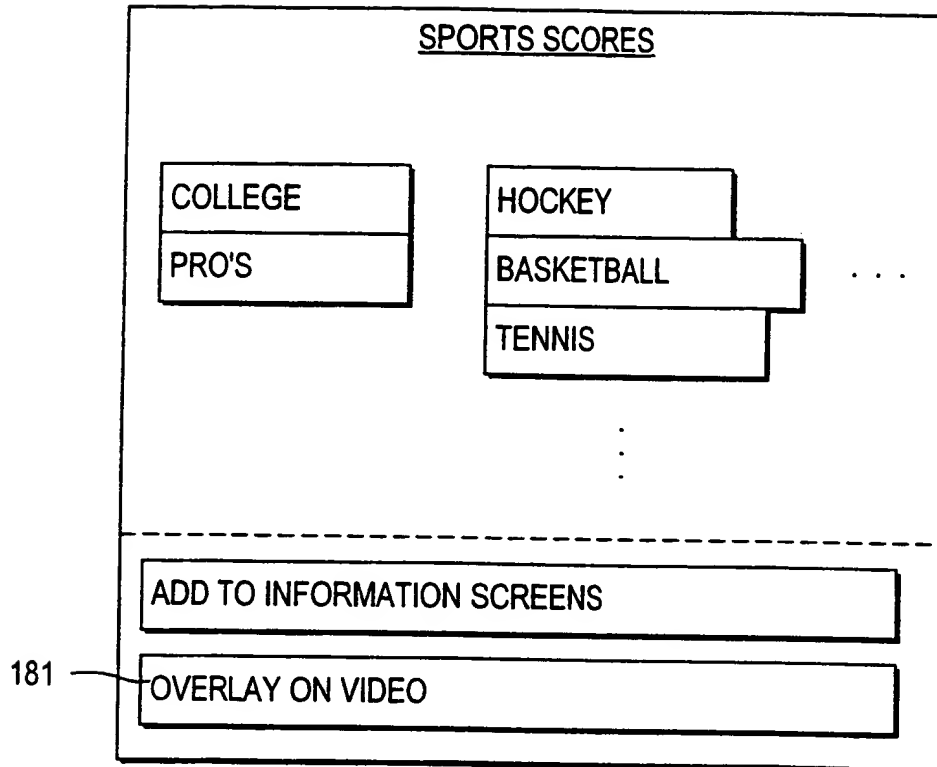 SPORTS SCORES
COLLEGE
PRO'S
HOCKEY
BASKETBALL
. . .
TENNIS
ADD TO INFORMATION SCREENS
181
OVERLAY ON VIDEO